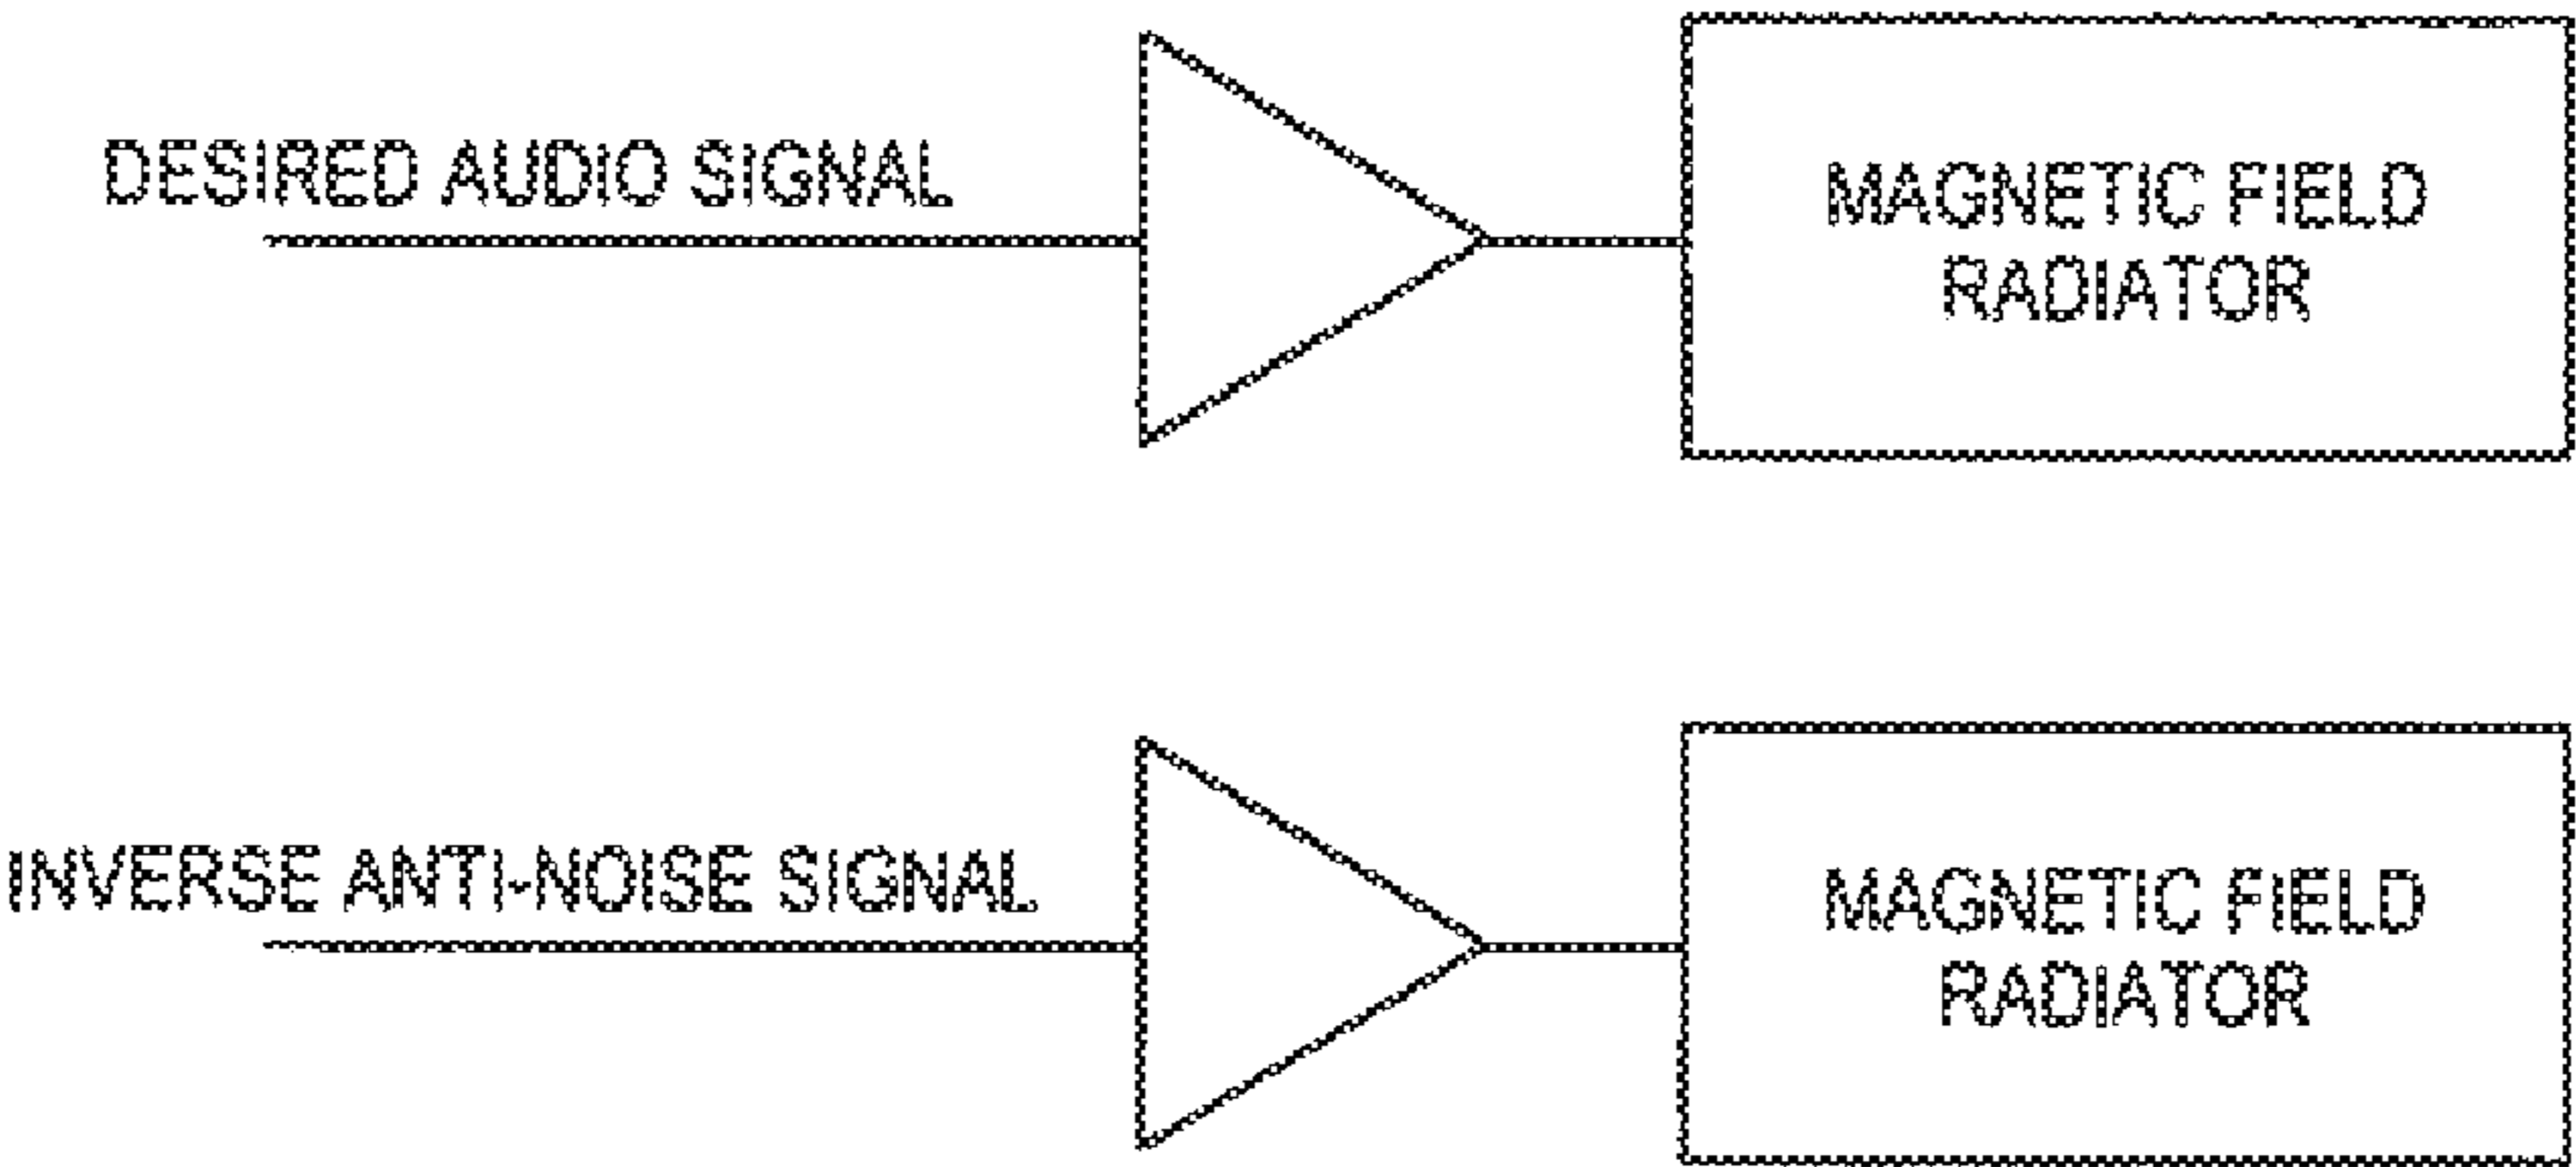 DESIRED AUDIO SIGNAL
MAGNETIC FIELD
RADIATOR
INVERSE ANTI-NOISE SIGNAL
MAGNETIC FIELD
RADIATOR